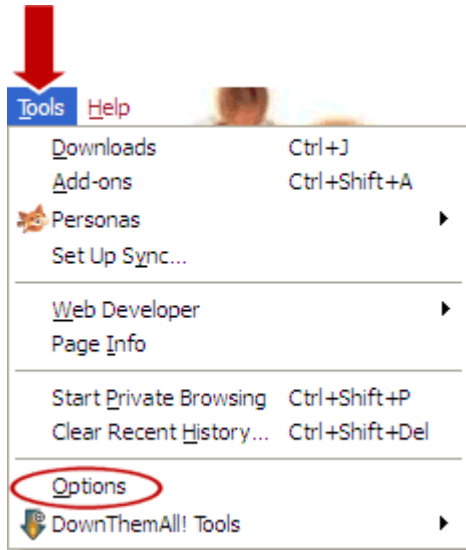 Tools Help
Downloads Ctrl+J
Add-ons Ctrl+Shift+A
Personas
Set Up Sync...
Web Developer
Page Info
Start Private Browsing Ctrl+Shift+P
Clear Recent History... Ctrl+Shift+Del
Options
DownThemAll! Tools